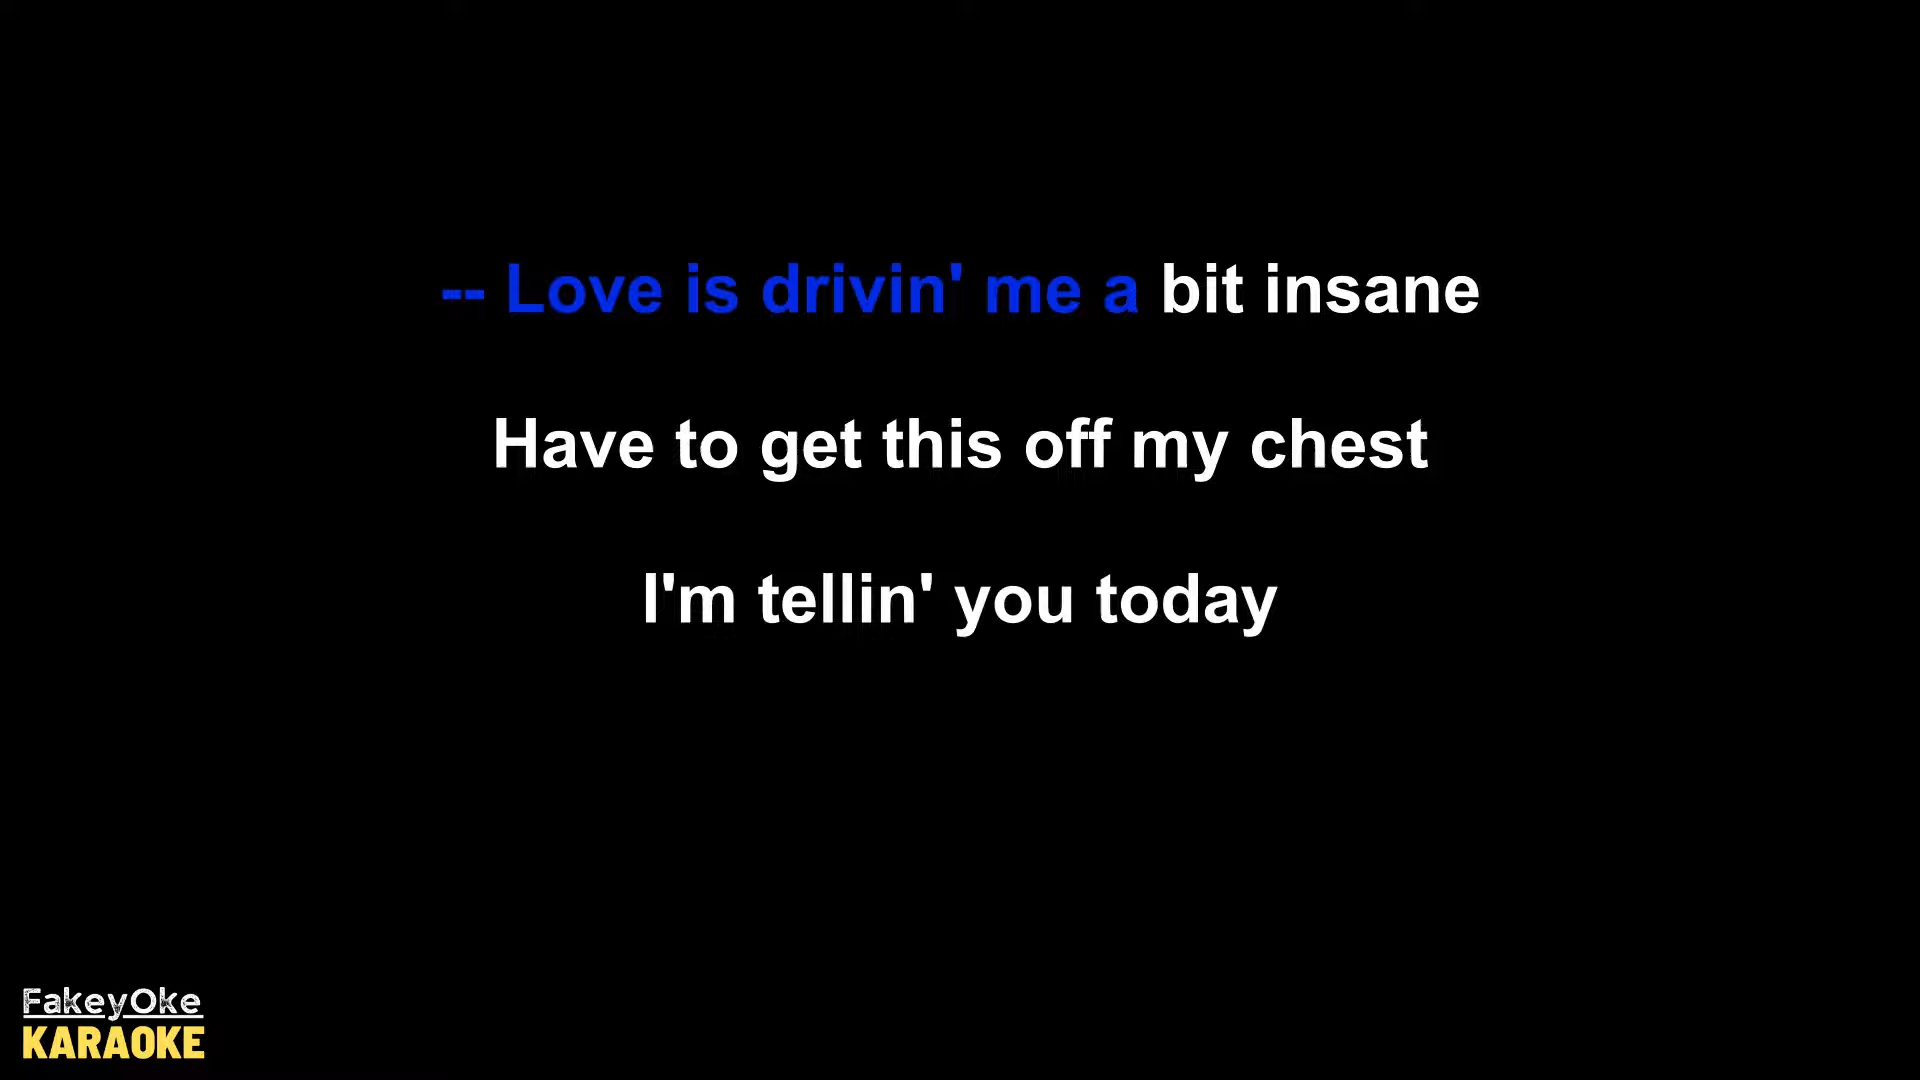 -- Love is drivin' me a bit insane
Have to get this off my chest
I'm tellin' you today
FakeyOke
KARAOKE